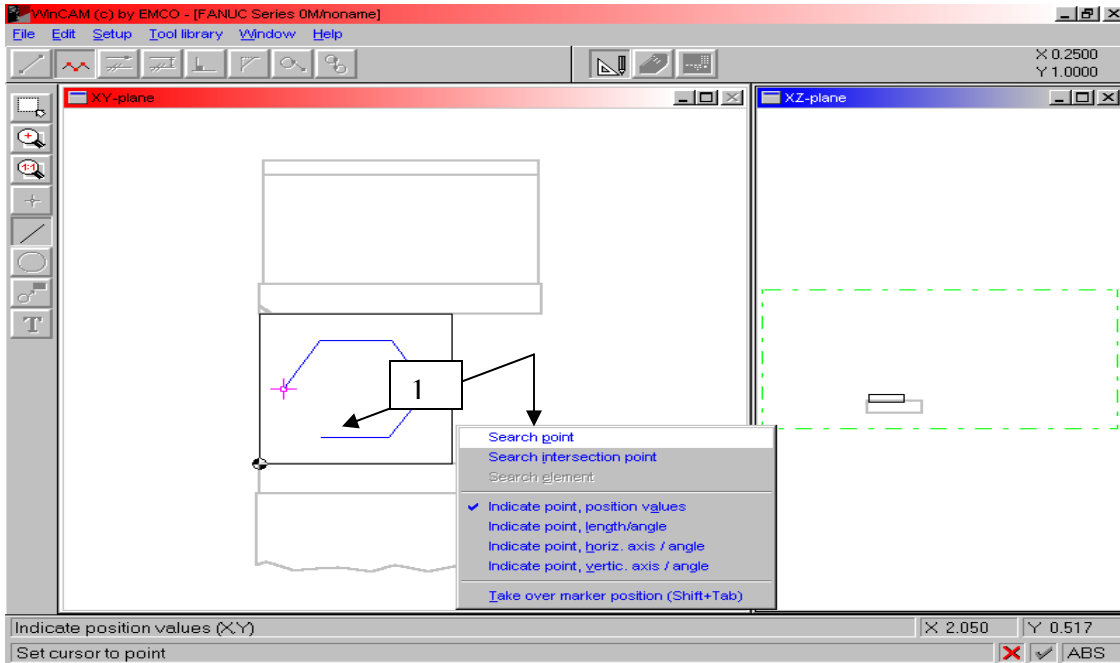 WinCAM (c) by EMCO - [FANUC Series 0M/noname]
File Edit Setup Tool library Window Help
X 0.2500
Y 1.0000
XY-plane
XZ-plane
1:1
T
1
Search point
Search intersection point
Search element
Indicate point, position values
Indicate point, length/angle
Indicate point, horiz. axis / angle
Indicate point, vertic. axis / angle
Take over marker position (Shift+Tab)
Indicate position values (X,Y)
X 2.050
Y 0.517
Set cursor to point
ABS